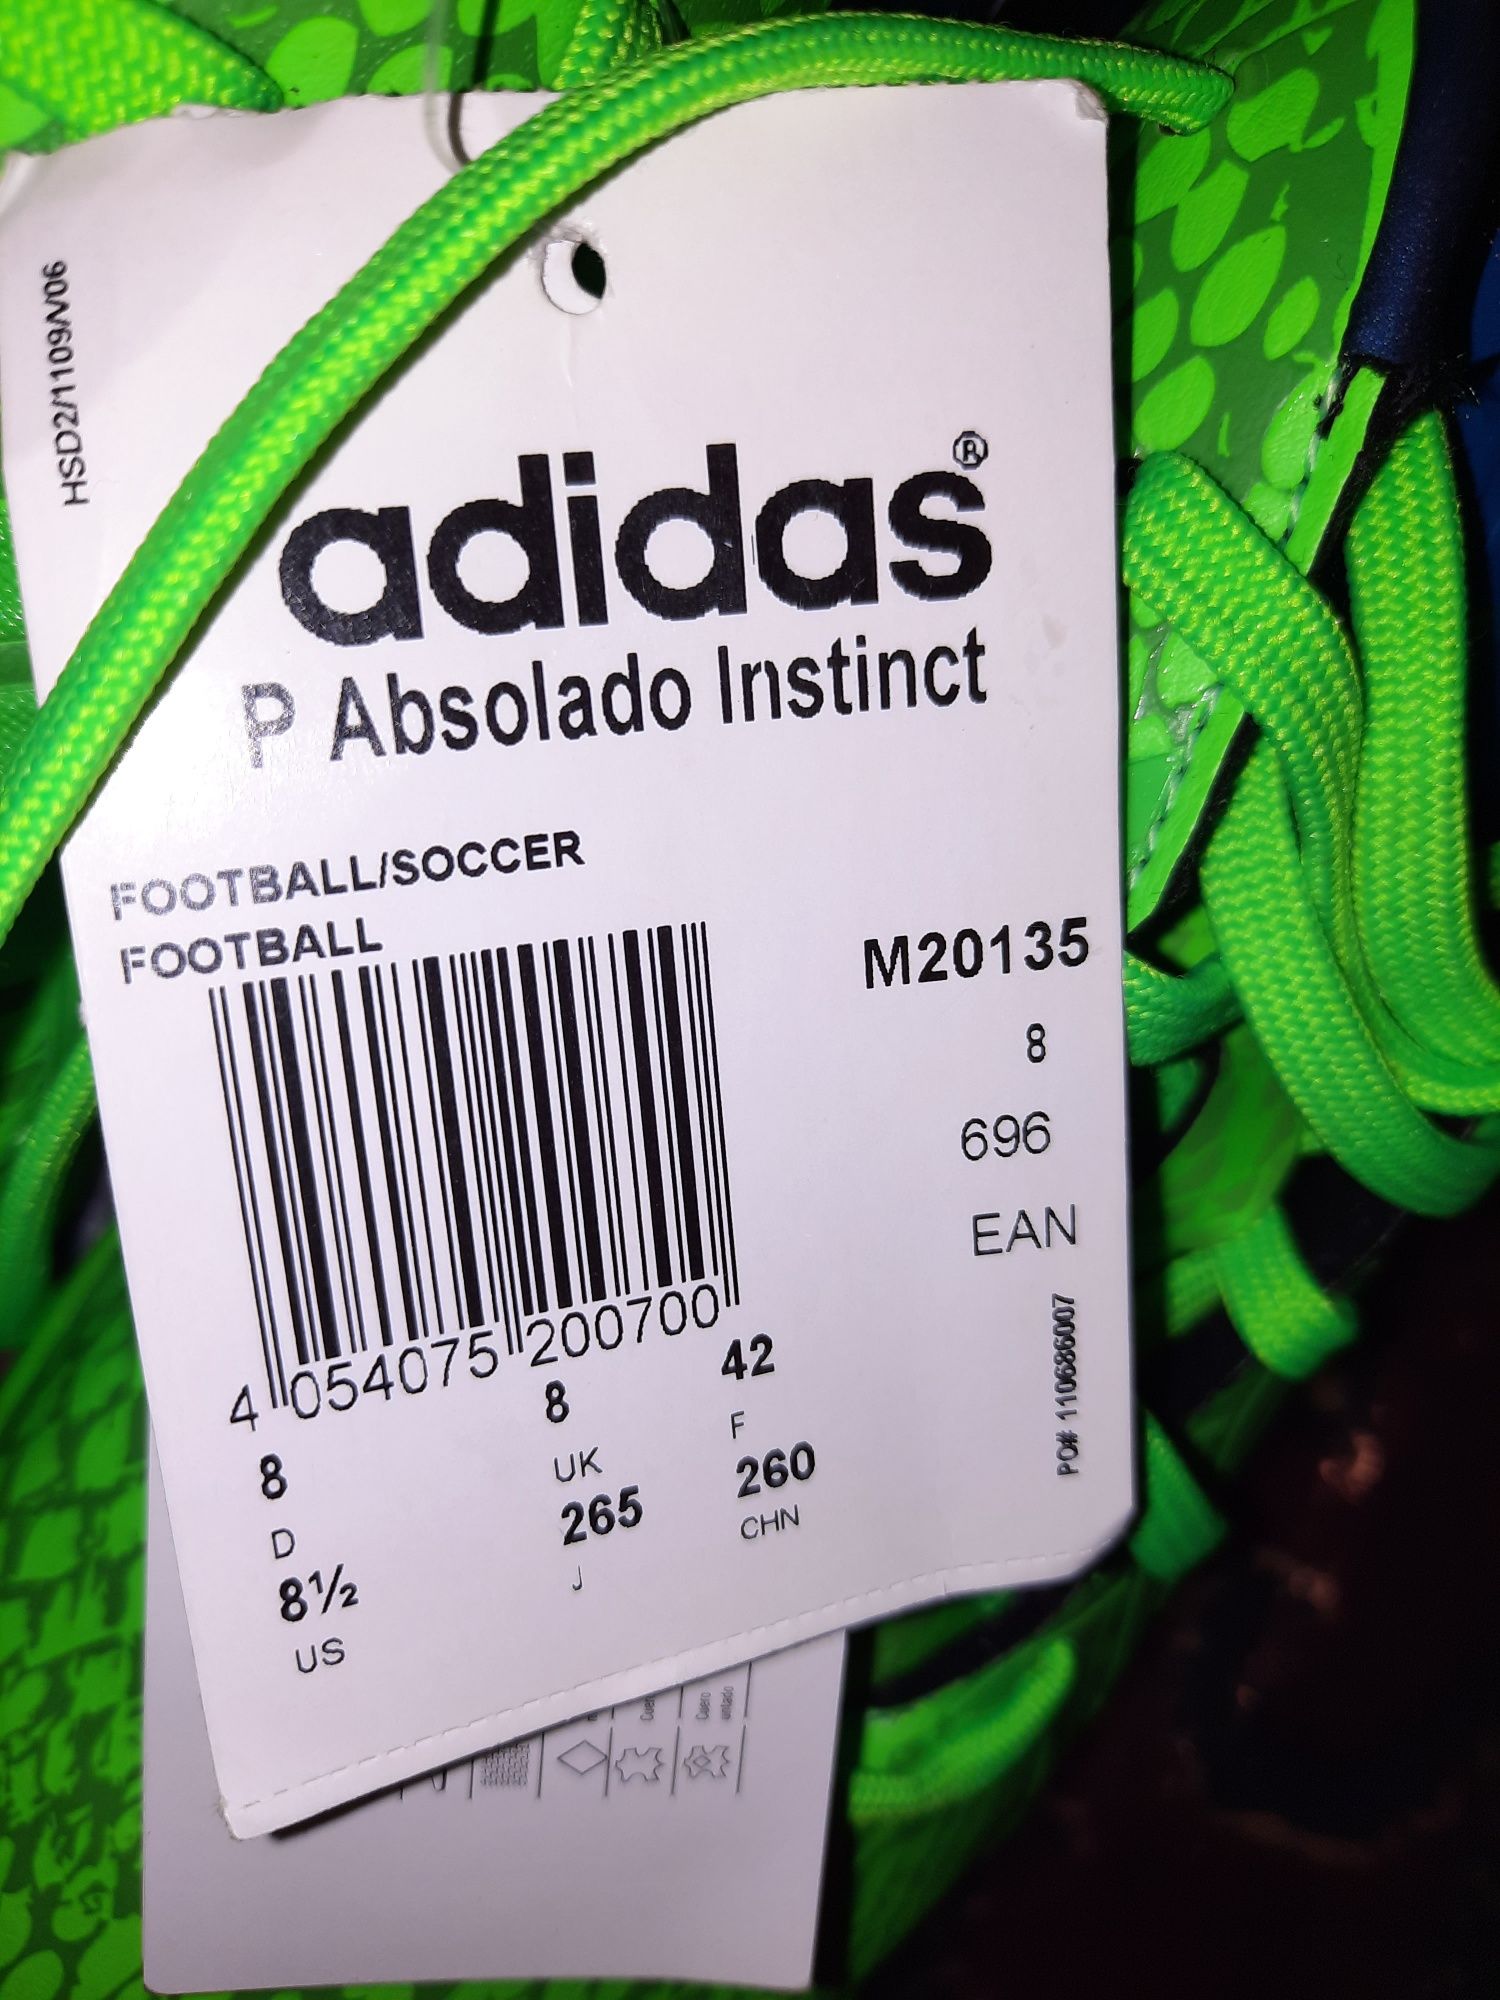 HSD2/1109/V06
adidas®
P Absolado Instinct
FOOTBALL/SOCCER
FOOTBALL
M20135
8
696
EAN
PO# 110686007
4 054075 200700
8 8 42
D UK F
8½ 265 260
US J CHN
Cuero